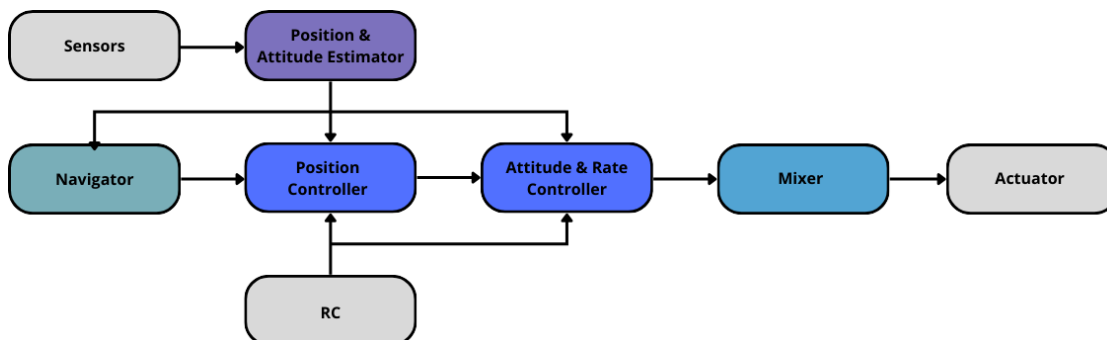 Sensors
Position &
Attitude Estimator
Navigator
Position
Controller
Attitude & Rate
Controller
Mixer
Actuator
RC